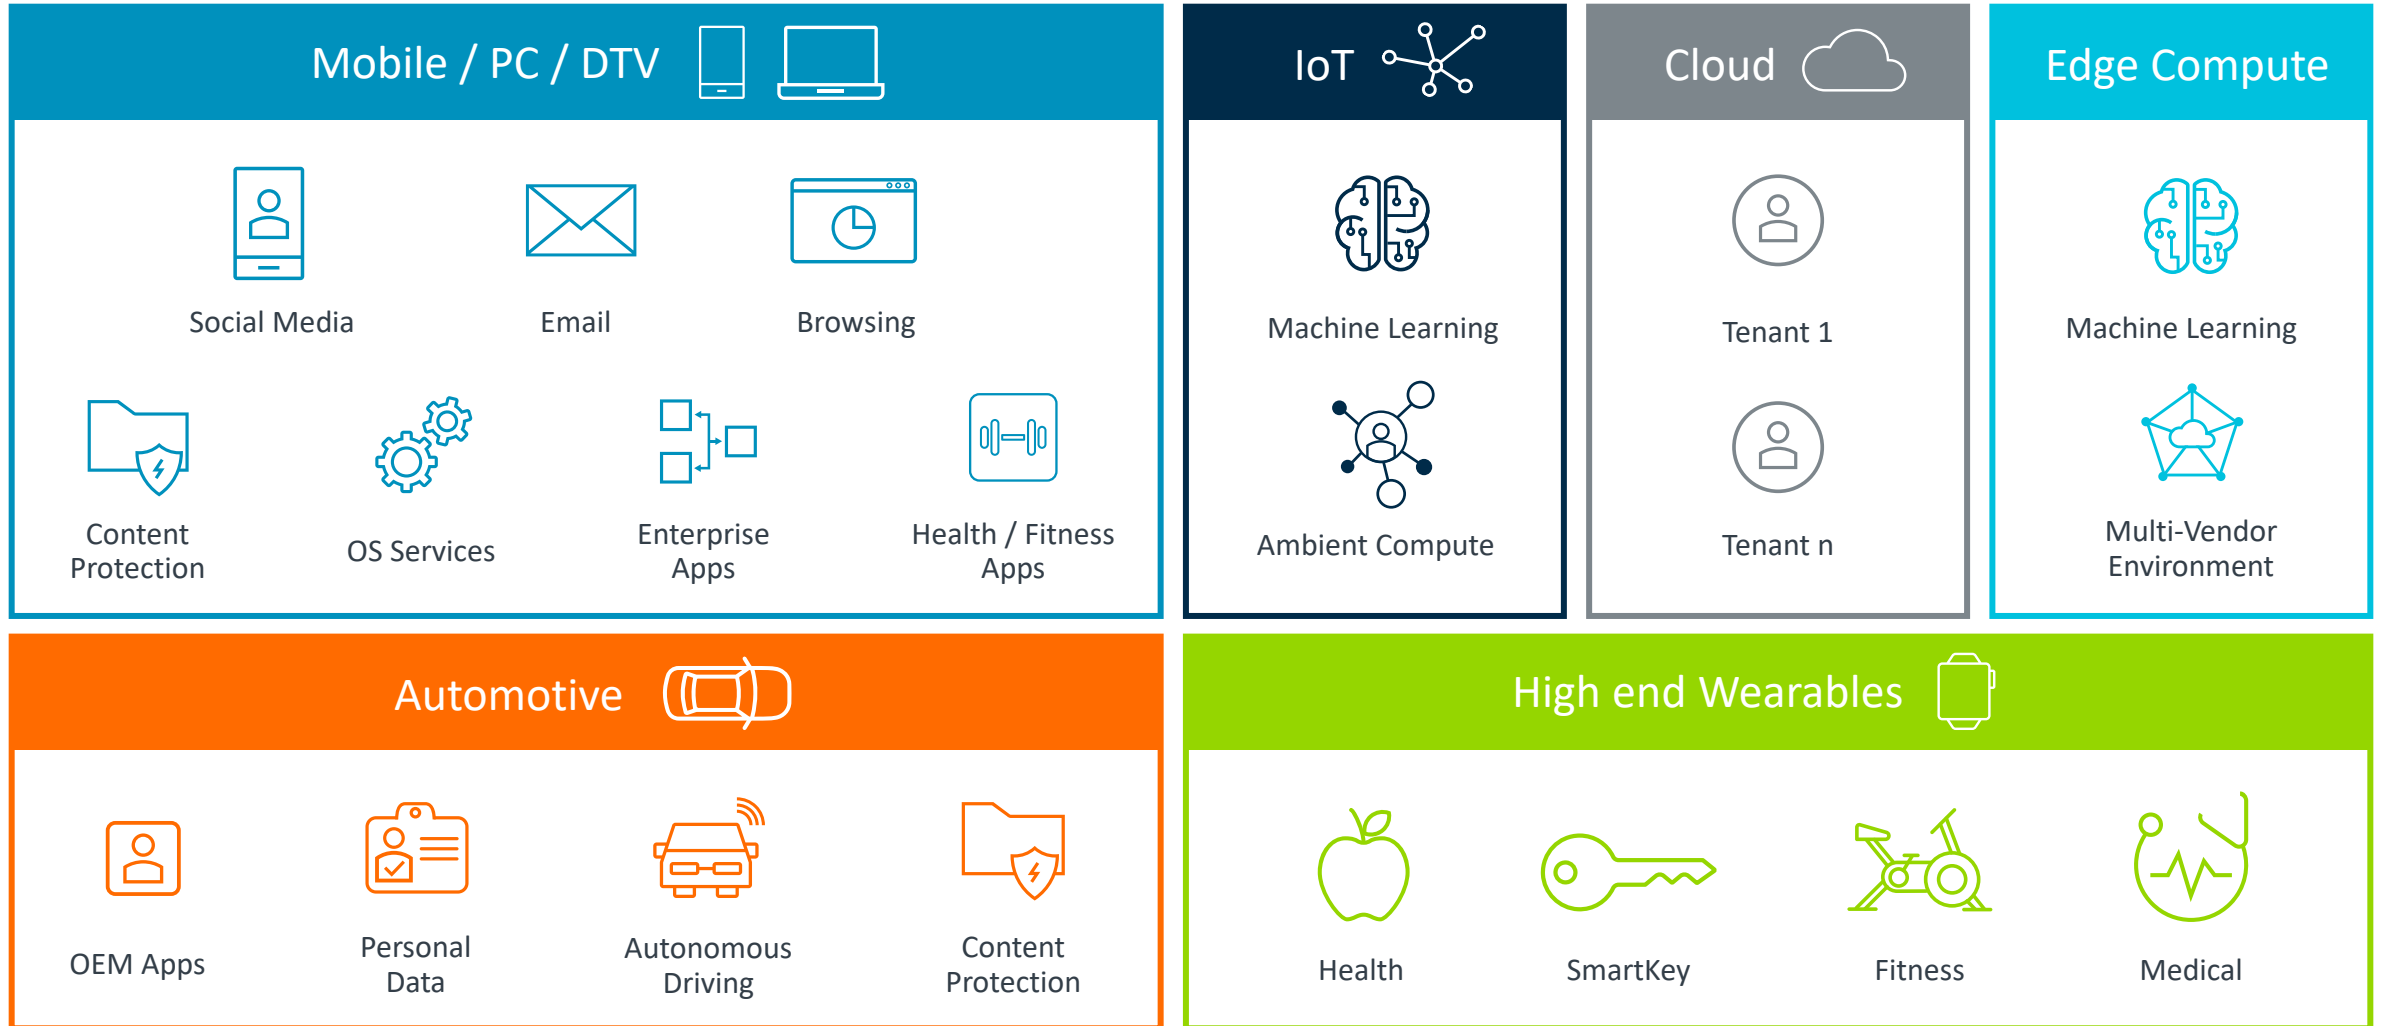 Mobile / PC / DTV
Social Media
Email
Browsing
Content
Protection
OS Services
Enterprise
Apps
Health / Fitness
Apps
IoT
Machine Learning
Ambient Compute
Cloud
Tenant 1
Tenant n
Edge Compute
Machine Learning
Multi-Vendor
Environment
Automotive
OEM Apps
Personal
Data
Autonomous
Driving
Content
Protection
High end Wearables
Health
SmartKey
Fitness
Medical